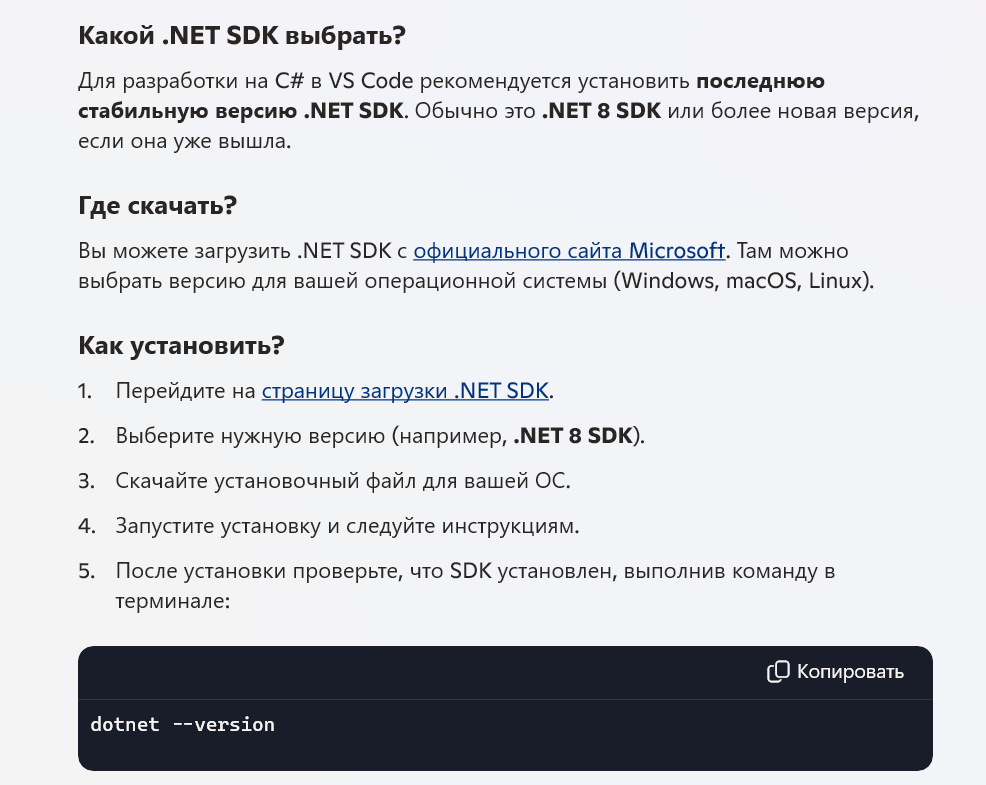 Какой .NET SDK выбрать?
Для разработки на C# в VS Code рекомендуется установить последнюю
стабильную версию .NET SDK. Обычно это .NET 8 SDK или более новая версия,
если она уже вышла.
Где скачать?
Вы можете загрузить .NET SDK с официального сайта Microsoft. Там можно
выбрать версию для вашей операционной системы (Windows, macOS, Linux).
Как установить?
1. Перейдите на страницу загрузки .NET SDK.
2. Выберите нужную версию (например, .NET 8 SDK).
3. Скачайте установочный файл для вашей ОС.
4. Запустите установку и следуйте инструкциям.
5. После установки проверьте, что SDK установлен, выполнив команду в
терминале:
Копировать
dotnet --version